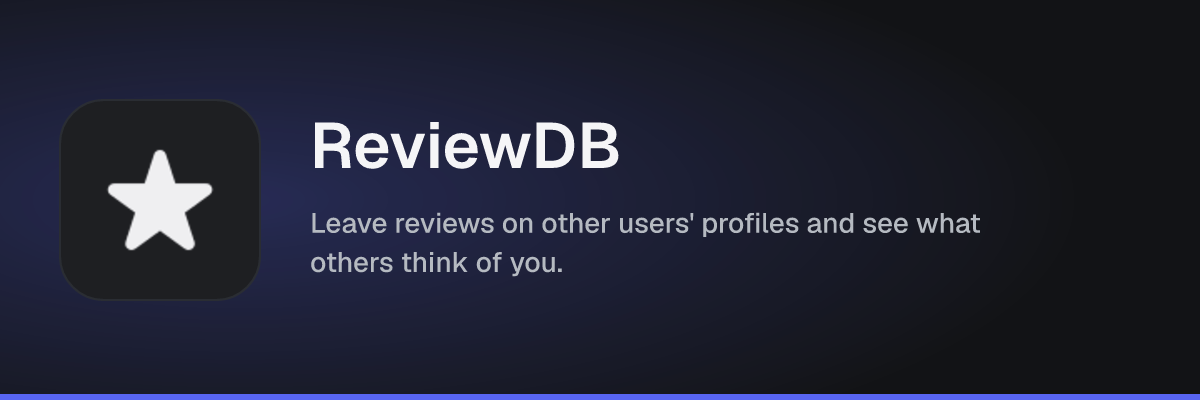 ReviewDB
Leave reviews on other users' profiles and see what
others think of you.